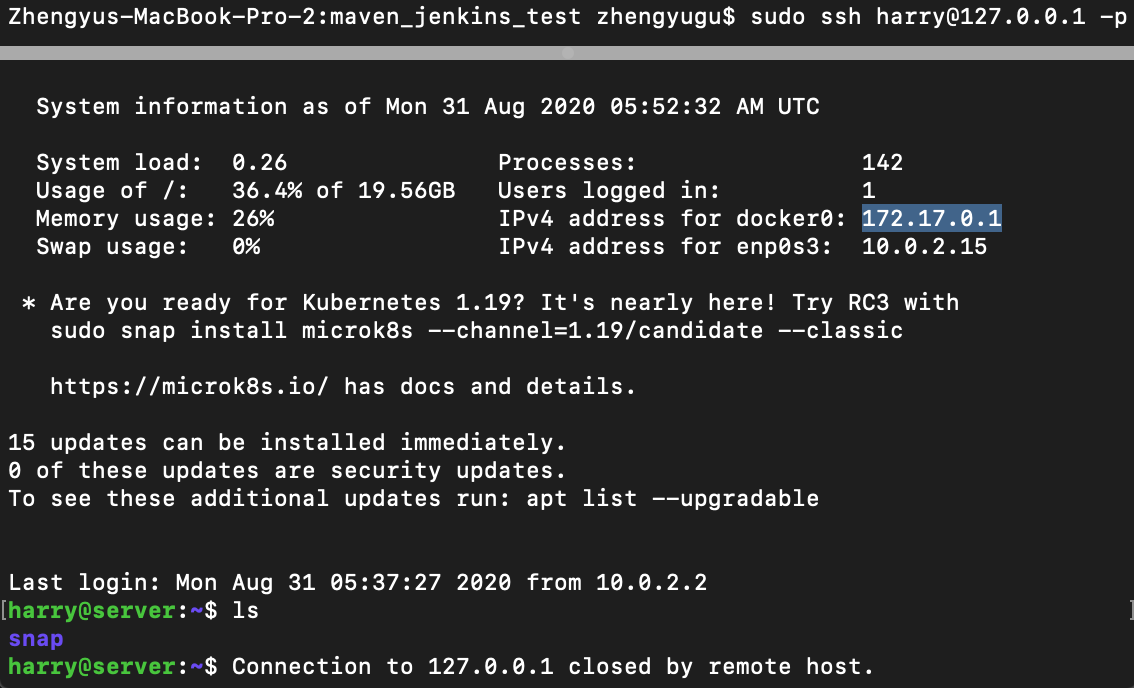 Zhengyus-MacBook-Pro-2:maven_jenkins_test zhengyugu$ sudo ssh harry@127.0.0.1 -p
System information as of Mon 31 Aug 2020 05:52:32 AM UTC
System load: 0.26 Processes: 142
Usage of /: 36.4% of 19.56GB Users logged in: 1
Memory usage: 26% IPv4 address for docker0: 172.17.0.1
Swap usage: 0% IPv4 address for enp0s3: 10.0.2.15
* Are you ready for Kubernetes 1.19? It's nearly here! Try RC3 with
sudo snap install microk8s --channel=1.19/candidate --classic
https://microk8s.io/ has docs and details.
15 updates can be installed immediately.
0 of these updates are security updates.
To see these additional updates run: apt list --upgradable
Last login: Mon Aug 31 05:37:27 2020 from 10.0.2.2
[harry@server:~$ ls ]
snap
harry@server:~$ Connection to 127.0.0.1 closed by remote host.